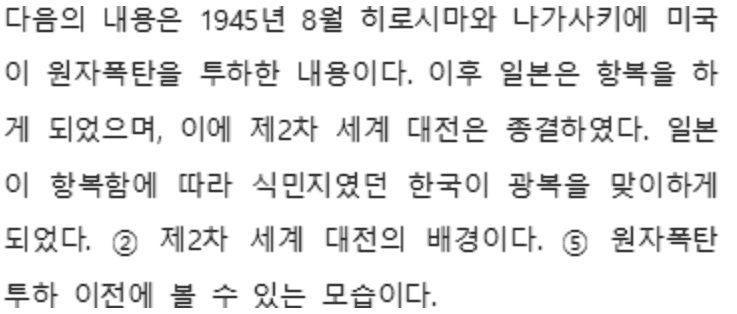 다음의 내용은 1945년 8월 히로시마와 나가사키에 미국
이 원자폭탄을 투하한 내용이다. 이후 일본은 항복을 하
게 되었으며, 이에 제2차 세계 대전은 종결하였다. 일본
이 항복함에 따라 식민지였던 한국이 광복을 맞이하게
되었다. ② 제2차 세계 대전의 배경이다. ⑤ 원자폭탄
투하 이전에 볼 수 있는 모습이다.